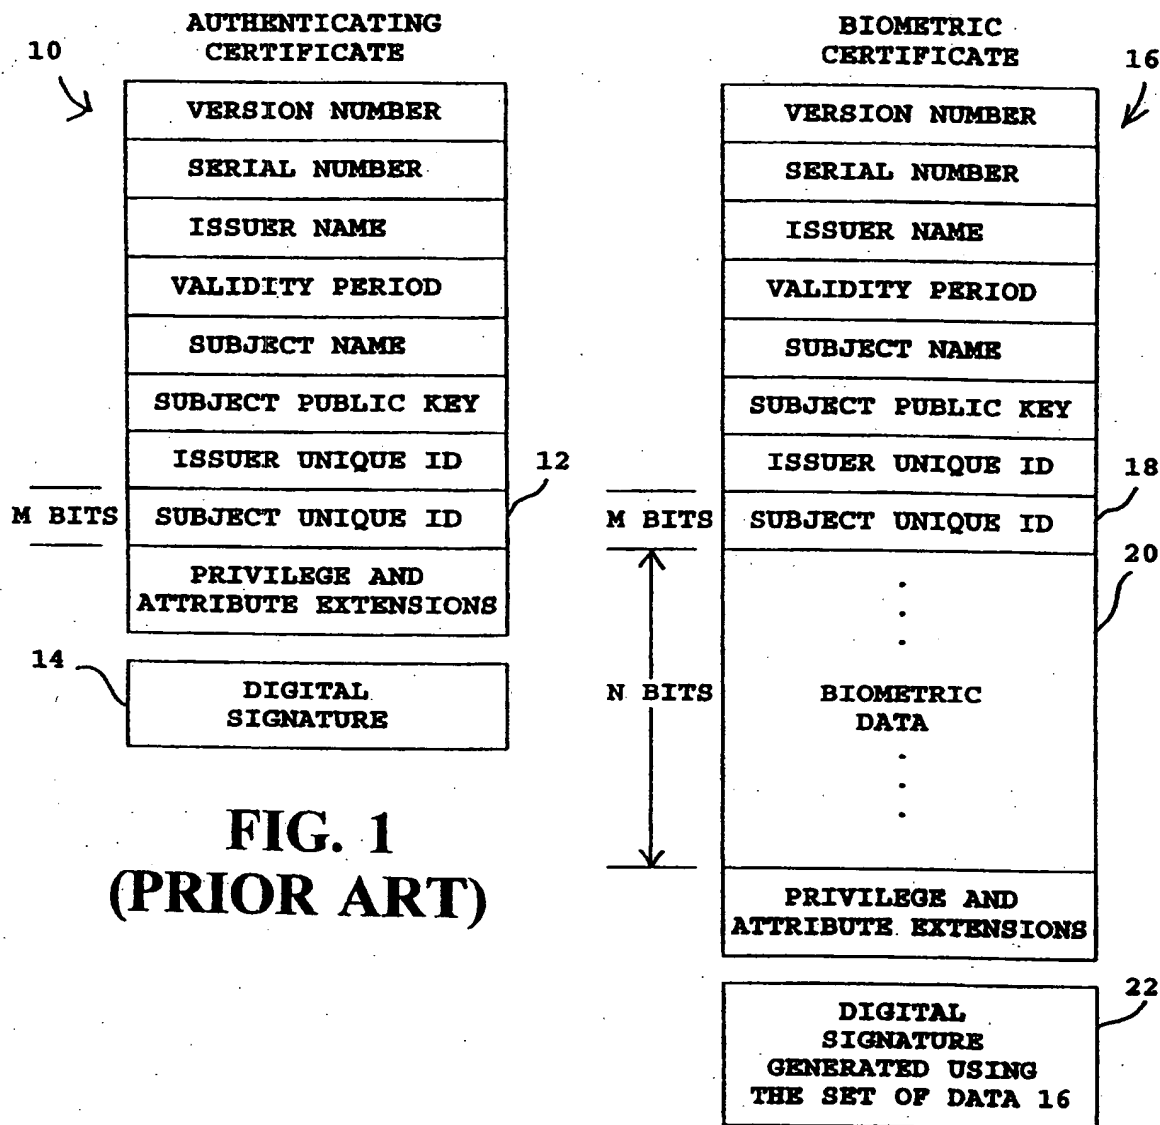 AUTHENTICATING
CERTIFICATE
10
VERSION NUMBER
SERIAL NUMBER
ISSUER NAME
VALIDITY PERIOD
SUBJECT NAME
SUBJECT PUBLIC KEY
ISSUER UNIQUE ID
12
M BITS
SUBJECT UNIQUE ID
PRIVILEGE AND
ATTRIBUTE EXTENSIONS
14
DIGITAL
SIGNATURE
FIG. 1
(PRIOR ART)
BIOMETRIC
CERTIFICATE
16
VERSION NUMBER
SERIAL NUMBER
ISSUER NAME
VALIDITY PERIOD
SUBJECT NAME
SUBJECT PUBLIC KEY
ISSUER UNIQUE ID
18
M BITS
SUBJECT UNIQUE ID
20
N BITS
BIOMETRIC
DATA
PRIVILEGE AND
ATTRIBUTE EXTENSIONS
22
DIGITAL
SIGNATURE
GENERATED USING
THE SET OF DATA 16